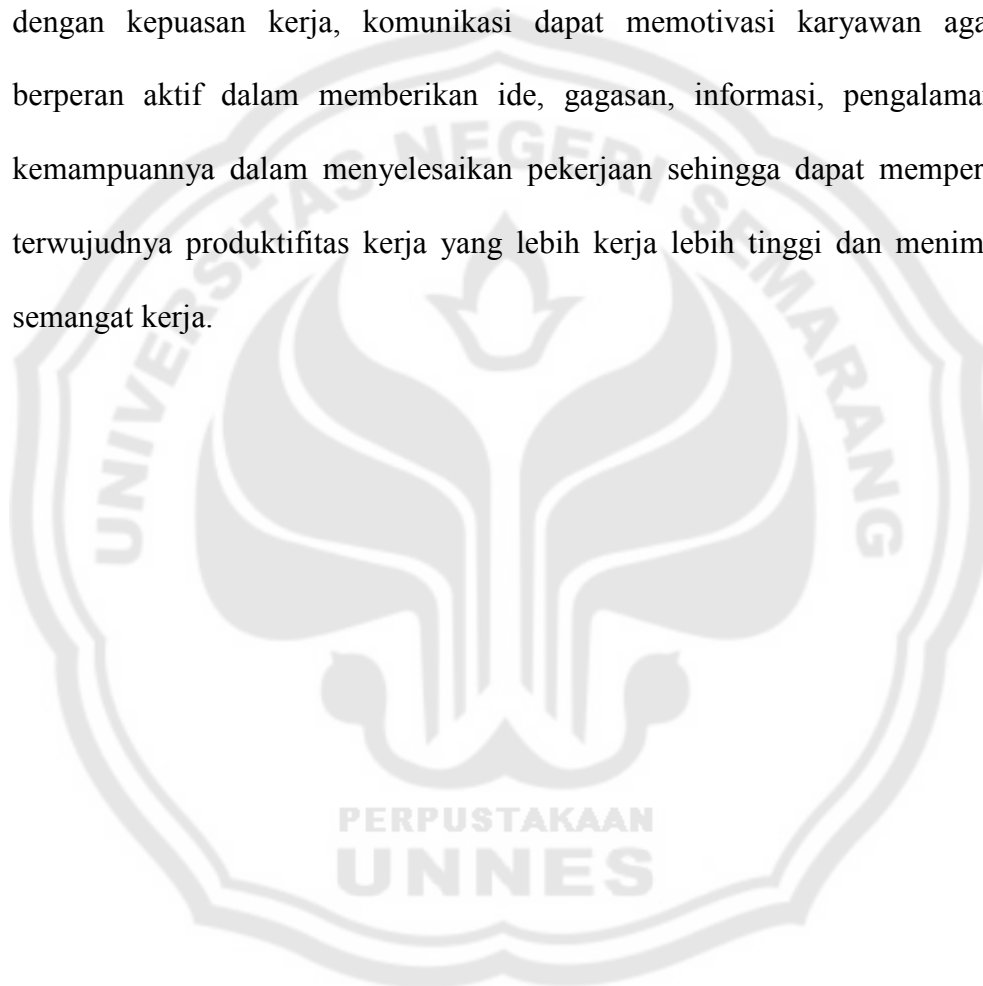 dengan kepuasan kerja, komunikasi dapat memotivasi karyawan aga
berperan aktif dalam memberikan ide, gagasan, informasi, pengalama
kemampuannya dalam menyelesaikan pekerjaan sehingga dapat memper
terwujudnya produktifitas kerja yang lebih kerja lebih tinggi dan menim
semangat kerja.
UNIVERSITAS NEGERI SEMARANG
PERPUSTAKAAN
UNNES